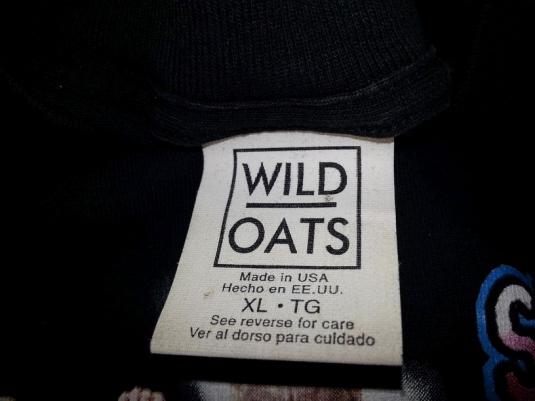 WILD
OATS
Made in USA
Hecho en EE.UU.
XL • TG
See reverse for care
Ver al dorso para cuidado
S